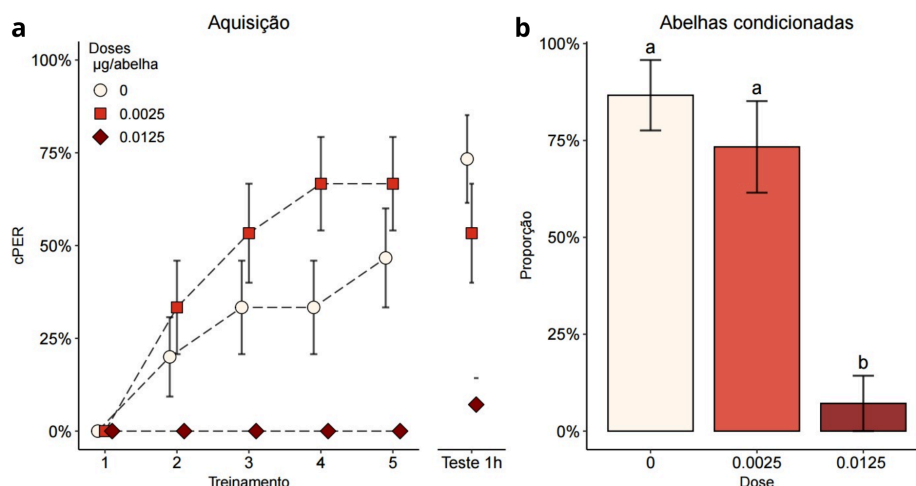 a
Aquisição
Doses
µg/abelha
0
0.0025
0.0125
100%
75%
50%
25%
0%
cPER
1 2 3 4 5 Teste 1h
Treinamento
b
Abelhas condicionadas
100%
75%
50%
25%
0%
Proporção
a
a
b
0 0.0025 0.0125
Dose